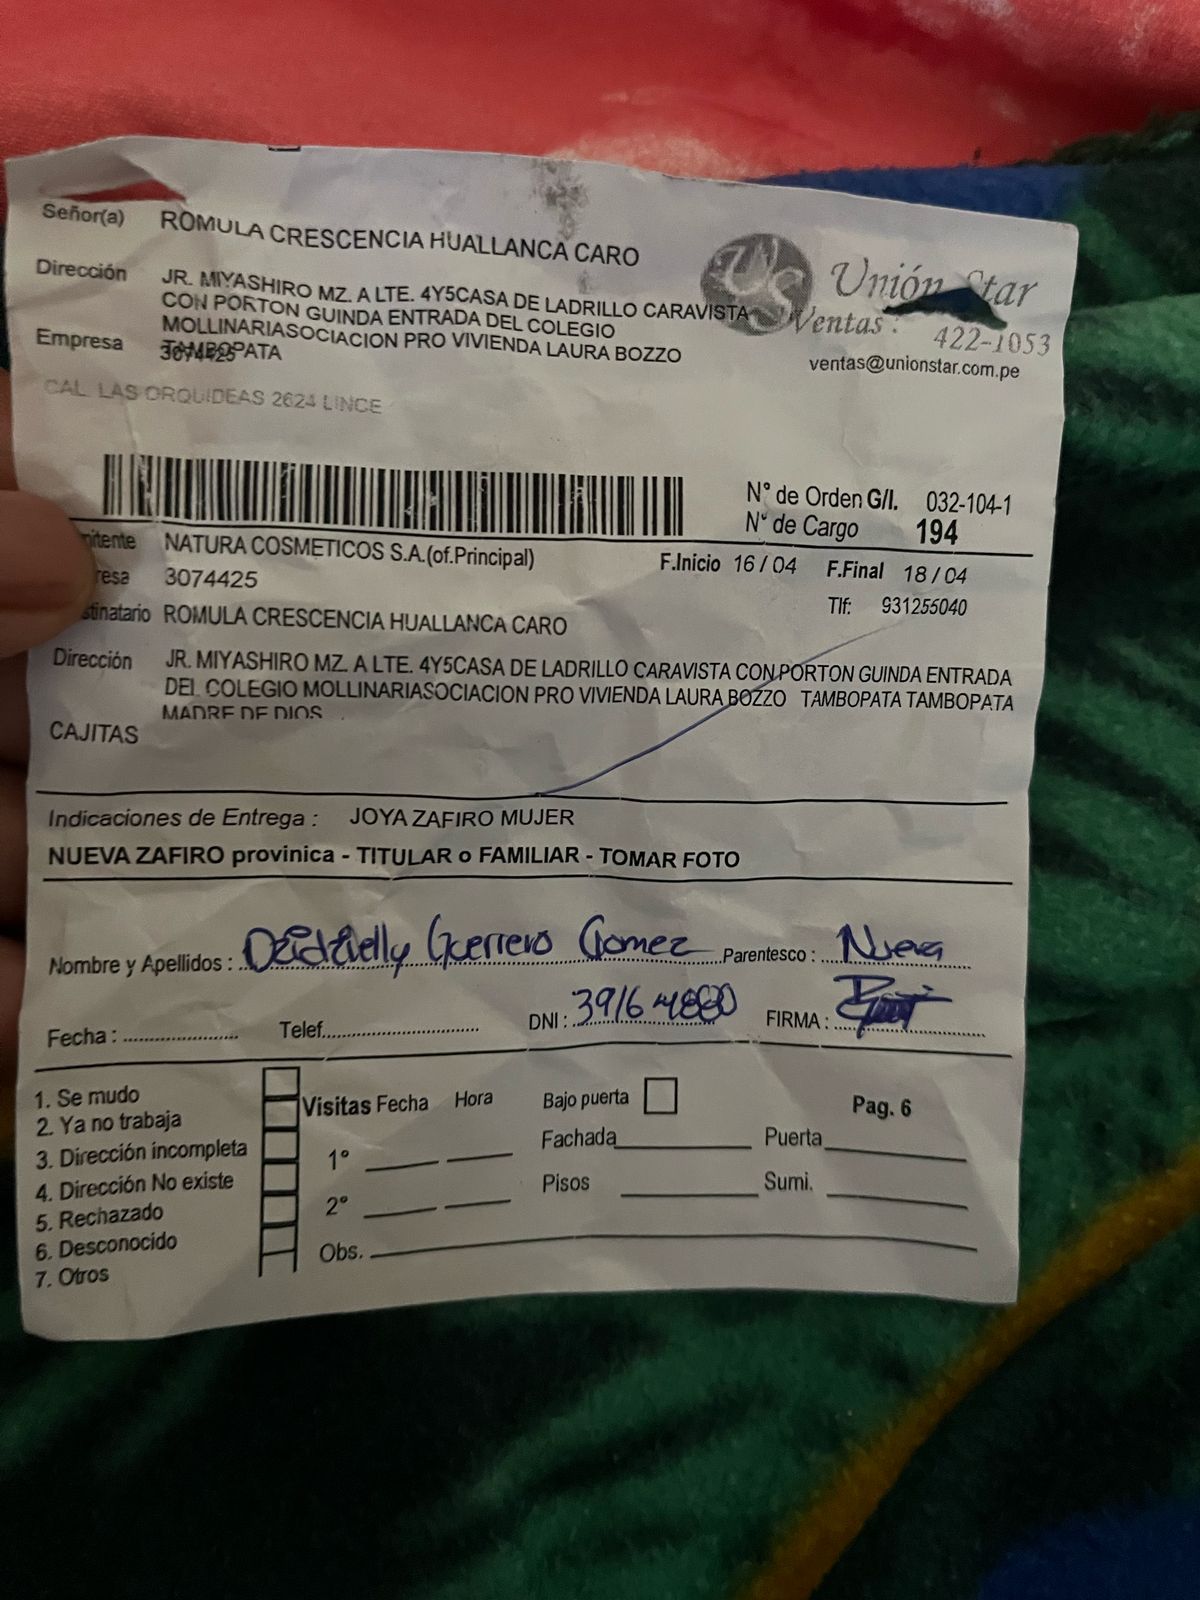 Señor(a) ROMULA CRESCENCIA HUALLANCA CARO
Unión Star
Ventas : 422-1053
ventas@unionstar.com.pe
Dirección JR. MIYASHIRO MZ. A LTE. 4Y5CASA DE LADRILLO CARAVISTA
CON PORTON GUINDA ENTRADA DEL COLEGIO
MOLLINARIASOCIACION PRO VIVIENDA LAURA BOZZO
TAMBOPATA
Empresa 3074425
CAL. LAS ORQUIDEAS 2624 LINCE
N° de Orden G/I. 032-104-1
N° de Cargo 194
mitente NATURA COSMETICOS S.A.(of.Principal) F.Inicio 16 / 04 F.Final 18 / 04
resa 3074425 Tlf: 931255040
stinatario ROMULA CRESCENCIA HUALLANCA CARO
Dirección JR. MIYASHIRO MZ. A LTE. 4Y5CASA DE LADRILLO CARAVISTA CON PORTON GUINDA ENTRADA
DEL COLEGIO MOLLINARIASOCIACION PRO VIVIENDA LAURA BOZZO TAMBOPATA TAMBOPATA
MADRE DE DIOS
CAJITAS
Indicaciones de Entrega : JOYA ZAFIRO MUJER
NUEVA ZAFIRO provinica - TITULAR o FAMILIAR - TOMAR FOTO
Nombre y Apellidos : Guerrero Gomez Parentesco : Nuera
Fecha : Telef. DNI : FIRMA :
1. Se mudo
2. Ya no trabaja
3. Dirección incompleta
4. Dirección No existe
5. Rechazado
6. Desconocido
7. Otros
Visitas Fecha Hora
1°
2°
Obs.
Bajo puerta
Fachada Puerta
Pisos Sumi.
Pag. 6